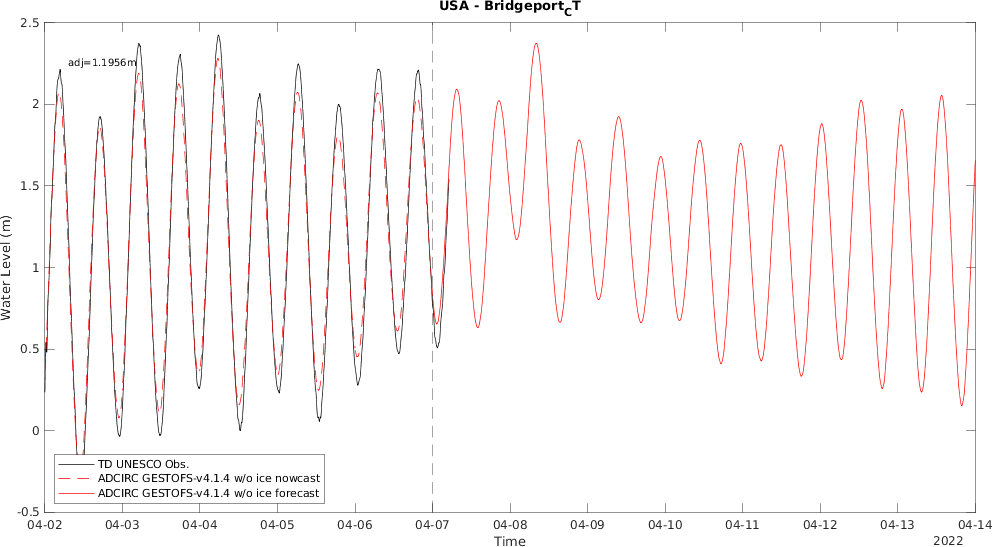 USA - Bridgeport_CT
adj=1.1956m
2.5
2
1.5
1
0.5
0
-0.5
Water Level (m)
TD UNESCO Obs.
ADCIRC GESTOFS-v4.1.4 w/o ice nowcast
ADCIRC GESTOFS-v4.1.4 w/o ice forecast
04-02 04-03 04-04 04-05 04-06 04-07 04-08 04-09 04-10 04-11 04-12 04-13 04-14
Time
2022